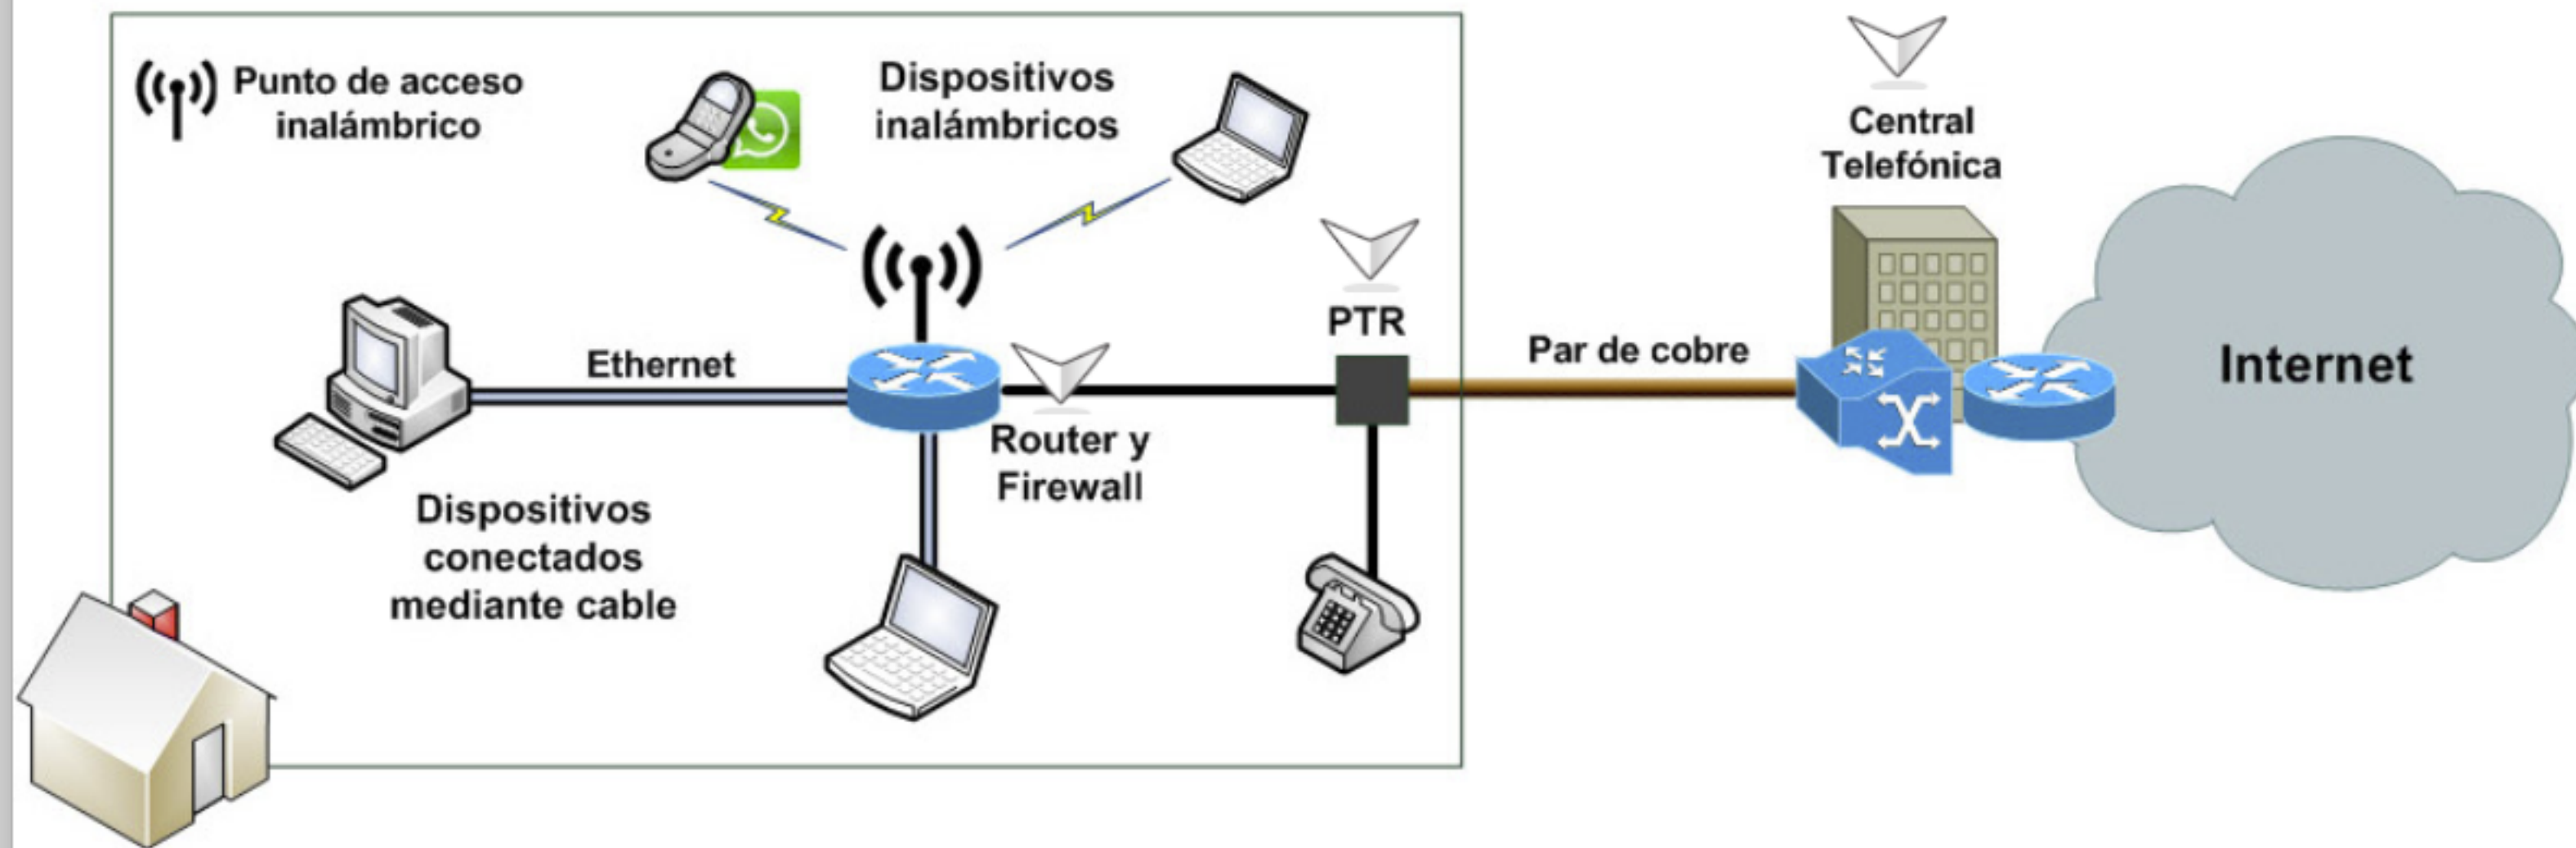 Punto de acceso
inalámbrico
Dispositivos
inalámbricos
Central
Telefónica
PTR
Ethernet
Par de cobre
Internet
Router y
Firewall
Dispositivos
conectados
mediante cable